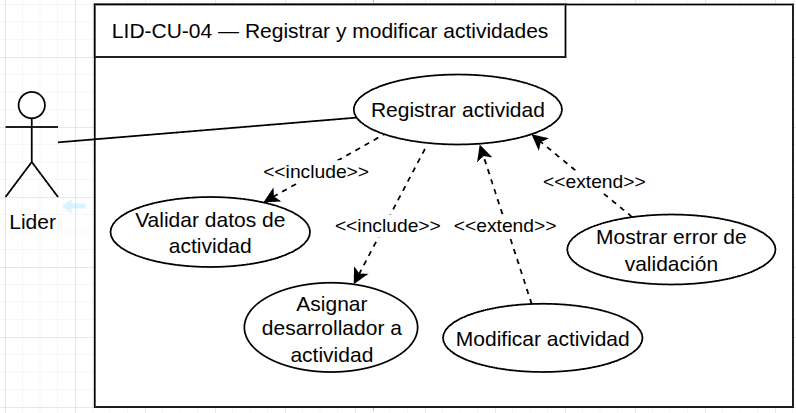 LID-CU-04 — Registrar y modificar actividades
Registrar actividad
<<include>>
<<extend>>
Lider
Validar datos de
actividad
<<include>>
<<extend>>
Mostrar error de
validación
Asignar
desarrollador a
actividad
Modificar actividad